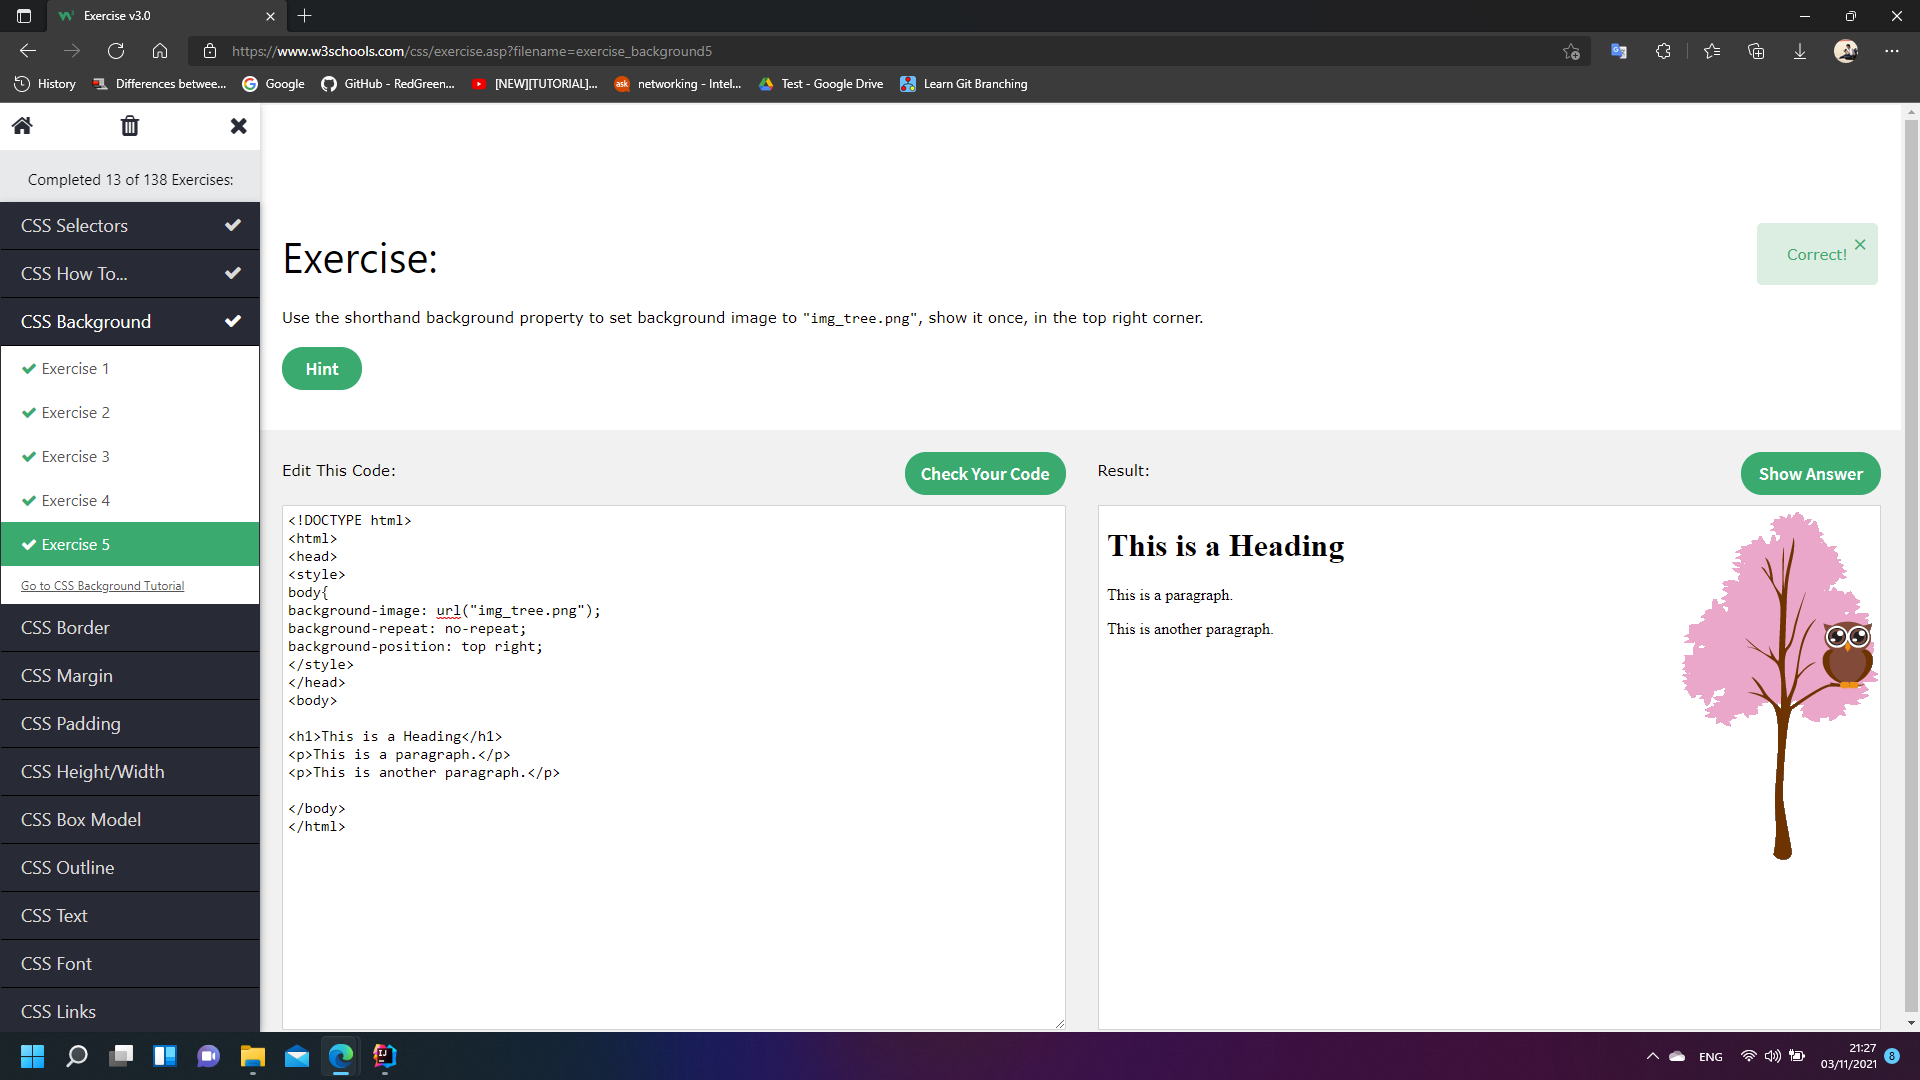 Exercise v3.0
https://www.w3schools.com/css/exercise.asp?filename=exercise_background5
History
Differences betwee...
Google
GitHub - RedGreen...
[NEW][TUTORIAL]...
ask
networking - Intel...
Test - Google Drive
Learn Git Branching
Completed 13 of 138 Exercises:
CSS Selectors
CSS How To...
CSS Background
Exercise 1
Exercise 2
Exercise 3
Exercise 4
Exercise 5
Go to CSS Background Tutorial
CSS Border
CSS Margin
CSS Padding
CSS Height/Width
CSS Box Model
CSS Outline
CSS Text
CSS Font
CSS Links
Exercise:
Correct!
Use the shorthand background property to set background image to "img_tree.png", show it once, in the top right corner.
Hint
Edit This Code:
Check Your Code
<!DOCTYPE html>
<html>
<head>
<style>
body{
background-image: url("img_tree.png");
background-repeat: no-repeat;
background-position: top right;
</style>
</head>
<body>
<h1>This is a Heading</h1>
<p>This is a paragraph.</p>
<p>This is another paragraph.</p>
</body>
</html>
Result:
Show Answer
This is a Heading
This is a paragraph.
This is another paragraph.
ENG
21:27
03/11/2021
8